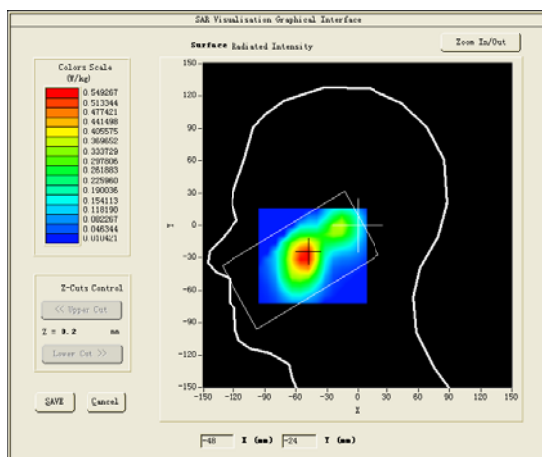 SAR Visualisation Graphical Interface
Surface Radiated Intensity
Zoom In/Out
Colors Scale
(W/kg)
0.549267
0.513344
0.477421
0.441498
0.405575
0.369652
0.333729
0.297806
0.261883
0.225960
0.190036
0.154113
0.118190
0.082267
0.046344
0.010421
150
120
90
60
30
Y
0
-30
-60
-90
-120
-150
-150 -120 -90 -60 -30 0 30 60 90 120 150
X
Z-Cuts Control
<< Upper Cut
Z = 0.2 mm
Lower Cut >>
SAVE
Cancel
-48 X (mm) -24 Y (mm)